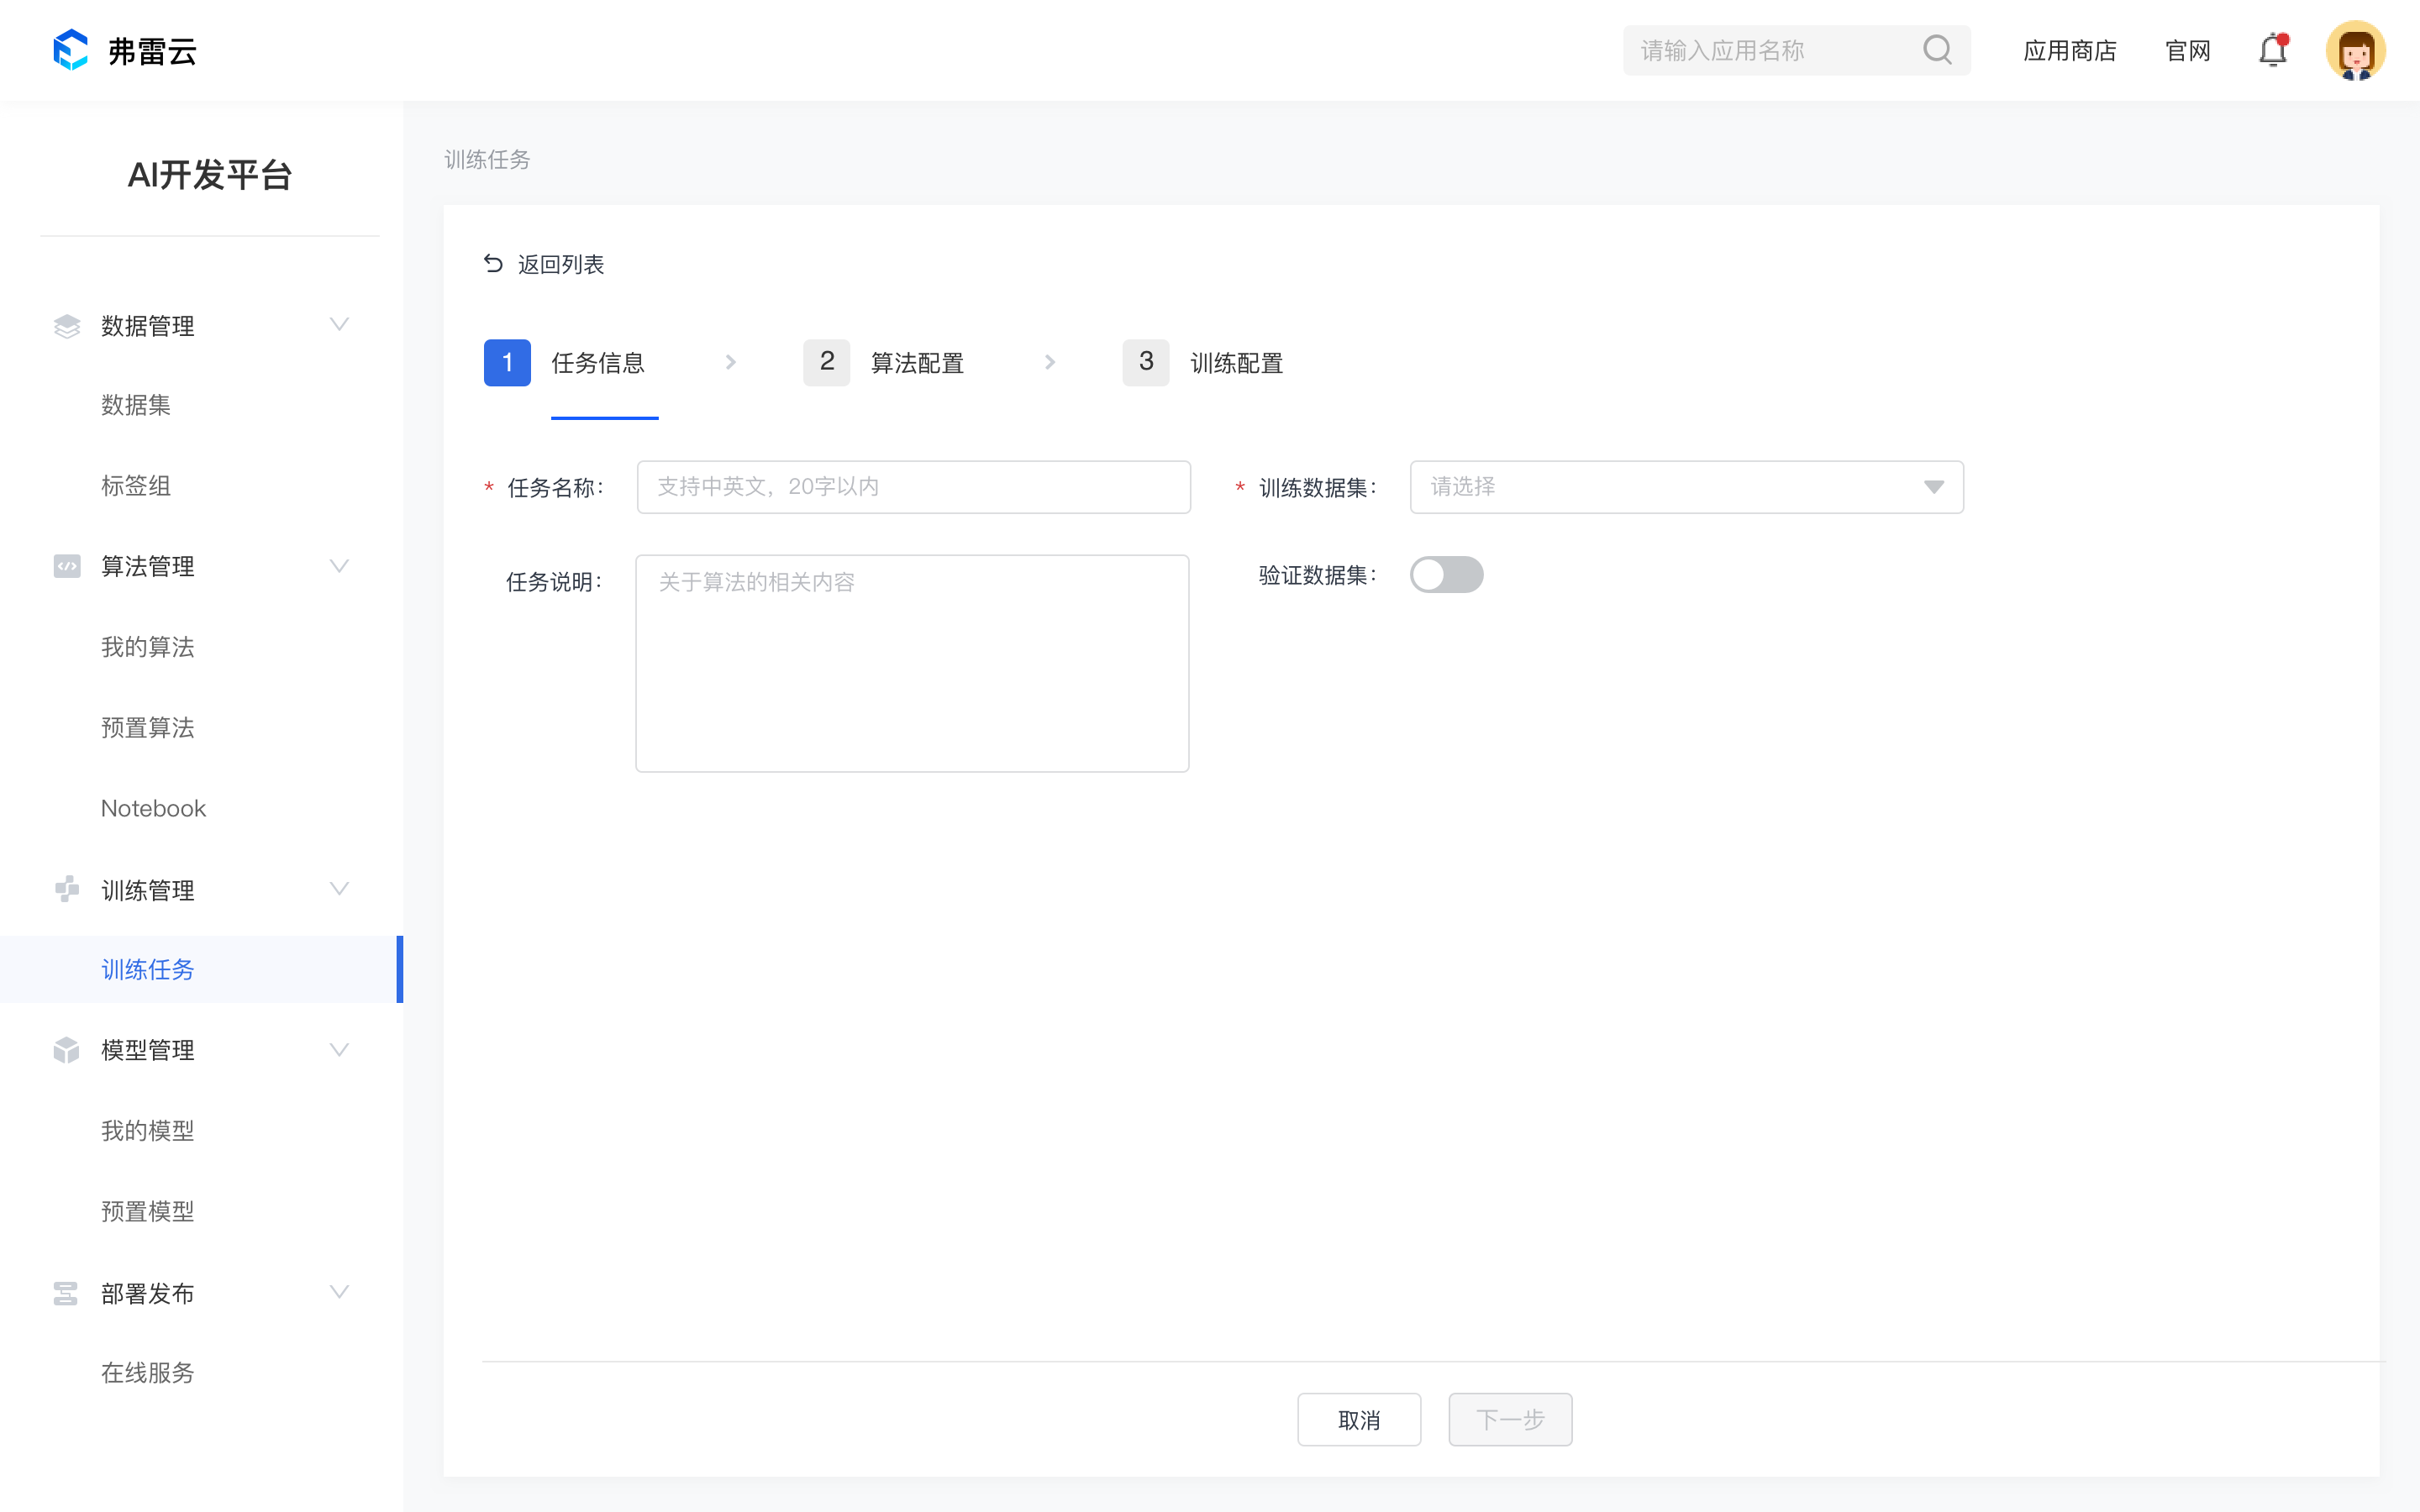 弗雷云
请输入应用名称
应用商店
官网
AI开发平台
数据管理
数据集
标签组
算法管理
我的算法
预置算法
Notebook
训练管理
训练任务
模型管理
我的模型
预置模型
部署发布
在线服务
训练任务
返回列表
1 任务信息
2 算法配置
3 训练配置
* 任务名称： 支持中英文，20字以内
* 训练数据集： 请选择
任务说明： 关于算法的相关内容
验证数据集：
取消
下一步